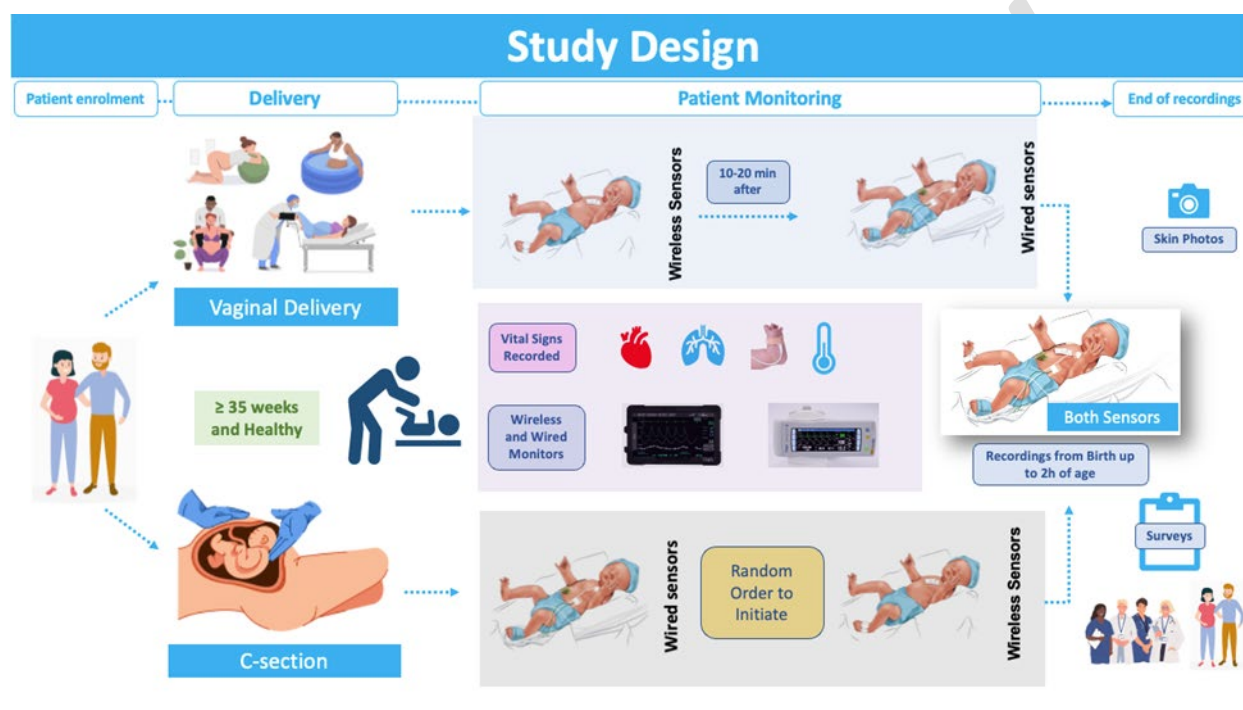 Study Design
Patient enrolment
Delivery
Patient Monitoring
End of recordings
Wireless Sensors
10-20 min
after
Wired sensors
Skin Photos
Vaginal Delivery
Vital Signs
Recorded
≥ 35 weeks
and Healthy
Wireless
and Wired
Monitors
Both Sensors
Recordings from Birth up
to 2h of age
Surveys
Wired sensors
Random
Order to
Initiate
Wireless Sensors
C-section